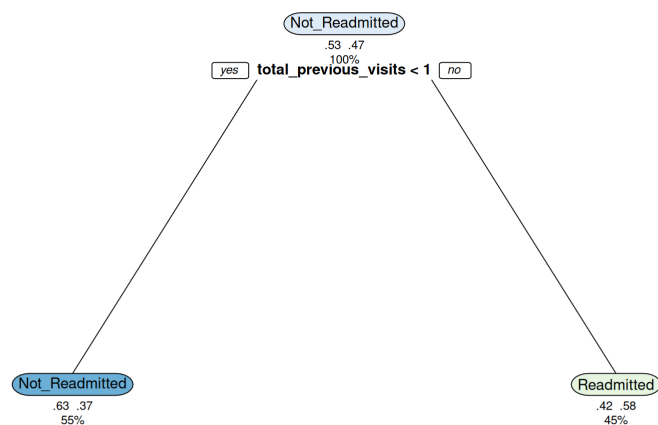 Not_Readmitted
.53 .47
100%
yes total_previous_visits < 1 no
Not_Readmitted
.63 .37
55%
Readmitted
.42 .58
45%